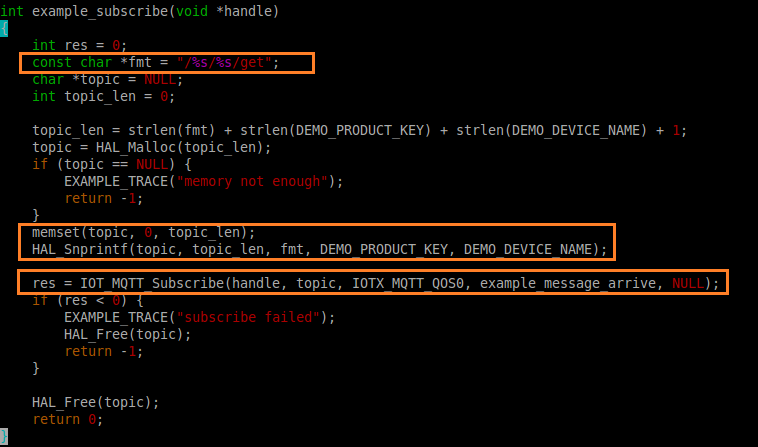 int example_subscribe(void *handle)
{
    int res = 0;
    const char *fmt = "/%s/%s/get";
    char *topic = NULL;
    int topic_len = 0;

    topic_len = strlen(fmt) + strlen(DEMO_PRODUCT_KEY) + strlen(DEMO_DEVICE_NAME) + 1;
    topic = HAL_Malloc(topic_len);
    if (topic == NULL) {
        EXAMPLE_TRACE("memory not enough");
        return -1;
    }
    memset(topic, 0, topic_len);
    HAL_Snprintf(topic, topic_len, fmt, DEMO_PRODUCT_KEY, DEMO_DEVICE_NAME);

    res = IOT_MQTT_Subscribe(handle, topic, IOTX_MQTT_QOS0, example_message_arrive, NULL);
    if (res < 0) {
        EXAMPLE_TRACE("subscribe failed");
        HAL_Free(topic);
        return -1;
    }

    HAL_Free(topic);
    return 0;
}